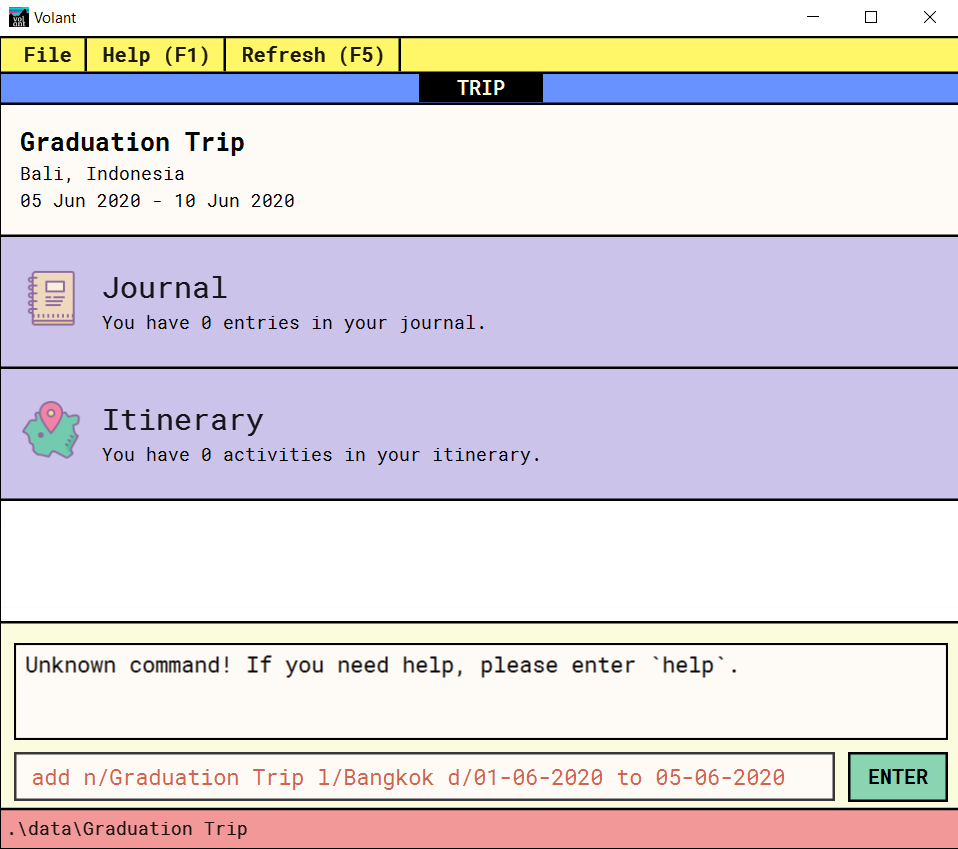 Volant
File Help (F1) Refresh (F5)
TRIP
Graduation Trip
Bali, Indonesia
05 Jun 2020 - 10 Jun 2020
Journal
You have 0 entries in your journal.
Itinerary
You have 0 activities in your itinerary.
Unknown command! If you need help, please enter `help`.
add n/Graduation Trip l/Bangkok d/01-06-2020 to 05-06-2020
ENTER
.\data\Graduation Trip